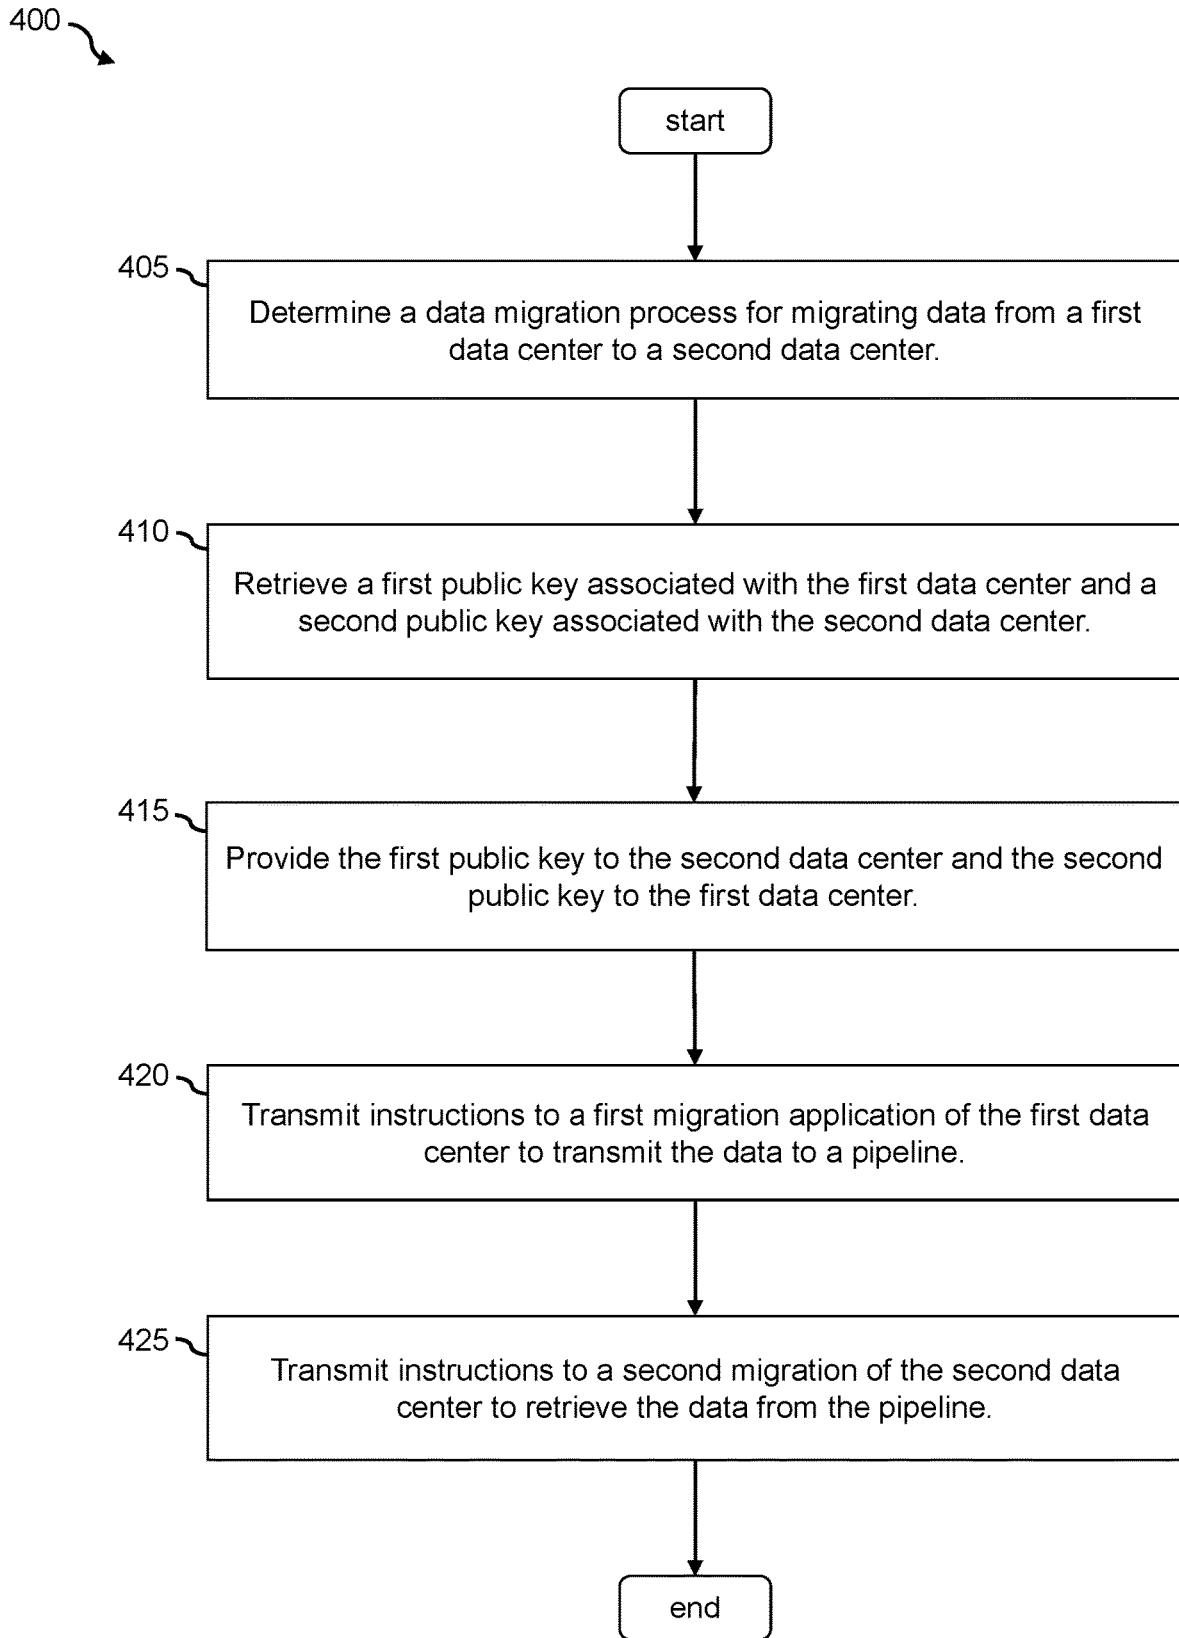 400
start
405
Determine a data migration process for migrating data from a first
data center to a second data center.
410
Retrieve a first public key associated with the first data center and a
second public key associated with the second data center.
415
Provide the first public key to the second data center and the second
public key to the first data center.
420
Transmit instructions to a first migration application of the first data
center to transmit the data to a pipeline.
425
Transmit instructions to a second migration of the second data
center to retrieve the data from the pipeline.
end